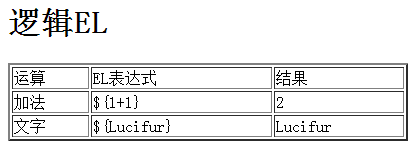 逻辑EL
运算 EL表达式 结果
加法 ${1+1} 2
文字 ${Lucifur} Lucifur